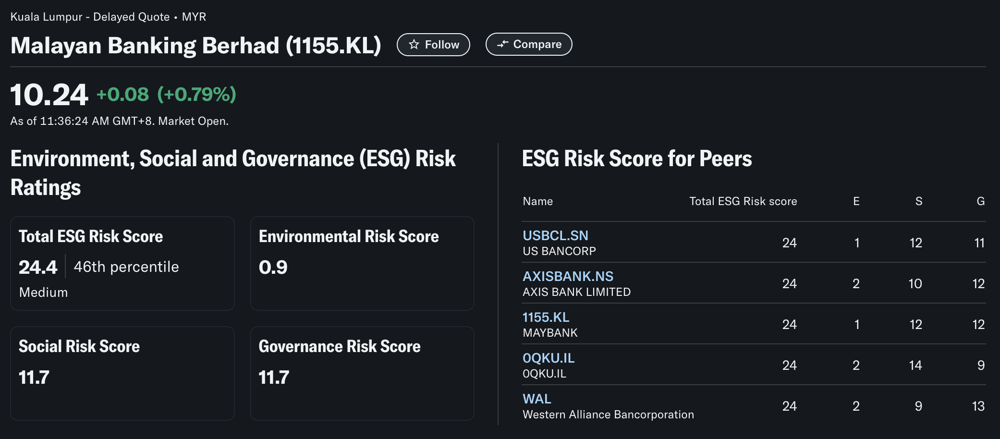 Kuala Lumpur - Delayed Quote • MYR
Malayan Banking Berhad (1155.KL) Follow Compare
10.24 +0.08 (+0.79%)
As of 11:36:24 AM GMT+8. Market Open.
Environment, Social and Governance (ESG) Risk
Ratings
Total ESG Risk Score
24.4 46th percentile
Medium
Environmental Risk Score
0.9
Social Risk Score
11.7
Governance Risk Score
11.7
ESG Risk Score for Peers
Name Total ESG Risk score E S G
USBCL.SN
US BANCORP
24 1 12 11
AXISBANK.NS
AXIS BANK LIMITED
24 2 10 12
1155.KL
MAYBANK
24 1 12 12
0QKU.IL
0QKU.IL
24 2 14 9
WAL
Western Alliance Bancorporation
24 2 9 13